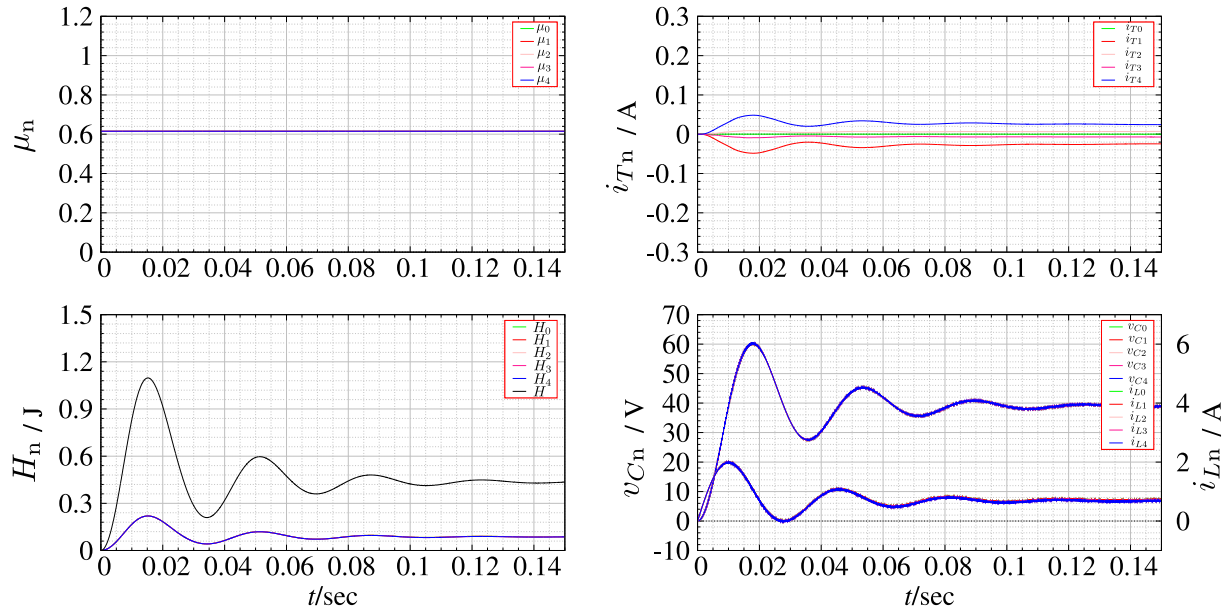 μn
1.2
1
0.8
0.6
0.4
0.2
0
0 0.02 0.04 0.06 0.08 0.1 0.12 0.14
μ0
μ1
μ2
μ3
μ4
iTn / A
0.3
0.2
0.1
0
-0.1
-0.2
-0.3
0 0.02 0.04 0.06 0.08 0.1 0.12 0.14
iT0
iT1
iT2
iT3
iT4
Hn / J
1.5
1.2
0.9
0.6
0.3
0
0 0.02 0.04 0.06 0.08 0.1 0.12 0.14
t/sec
H0
H1
H2
H3
H4
H
vCn / V
70
60
50
40
30
20
10
0
-10
0 0.02 0.04 0.06 0.08 0.1 0.12 0.14
t/sec
vC0
vC1
vC2
vC3
vC4
iL0
iL1
iL2
iL3
iL4
6
4
2
0
iLn / A